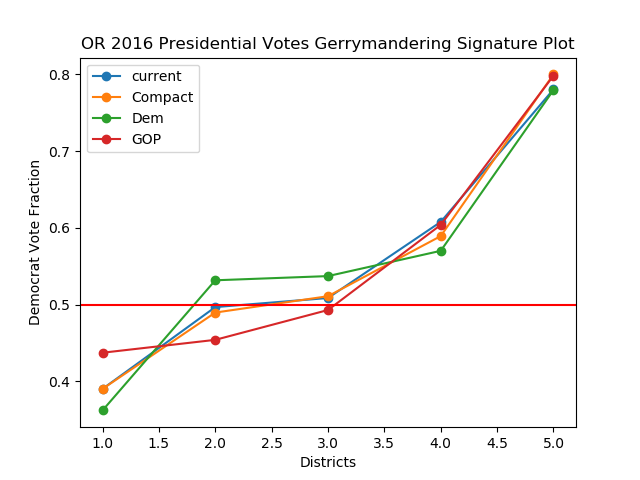 OR 2016 Presidential Votes Gerrymandering Signature Plot
current
Compact
Dem
GOP
0.8
0.7
0.6
0.5
0.4
Democrat Vote Fraction
1.0 1.5 2.0 2.5 3.0 3.5 4.0 4.5 5.0
Districts